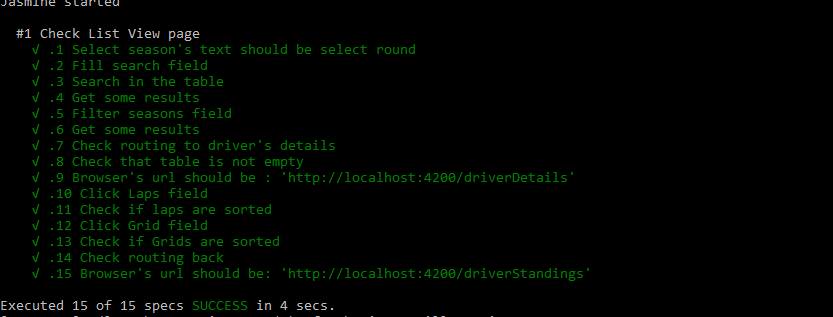 Jasmine started
#1 Check List View page
√ .1 Select season's text should be select round
√ .2 Fill search field
√ .3 Search in the table
√ .4 Get some results
√ .5 Filter seasons field
√ .6 Get some results
√ .7 Check routing to driver's details
√ .8 Check that table is not empty
√ .9 Browser's url should be : 'http://localhost:4200/driverDetails'
√ .10 Click Laps field
√ .11 Check if laps are sorted
√ .12 Click Grid field
√ .13 Check if Grids are sorted
√ .14 Check routing back
√ .15 Browser's url should be: 'http://localhost:4200/driverStandings'
Executed 15 of 15 specs SUCCESS in 4 secs.